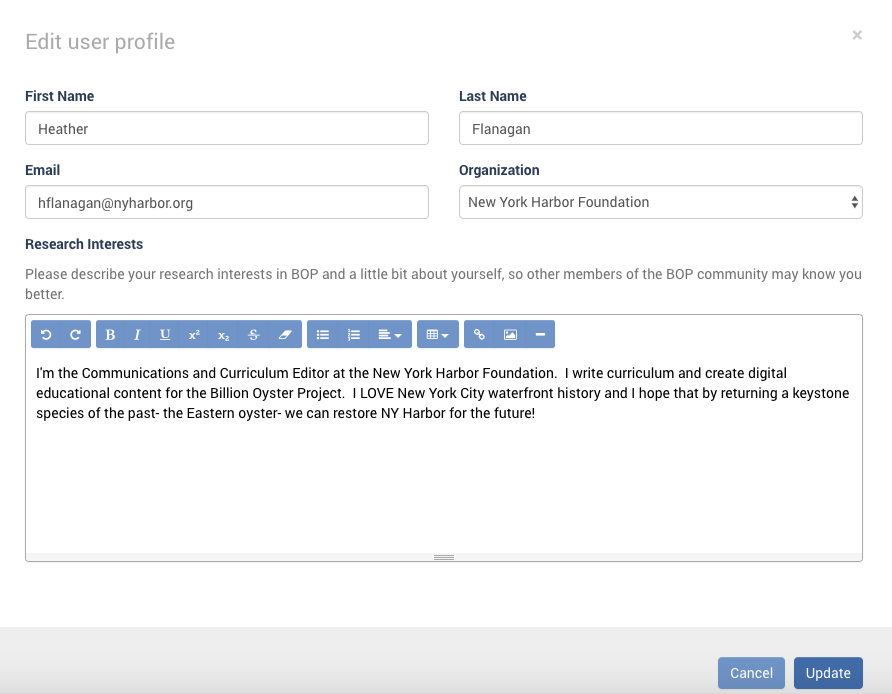 Edit user profile
×
First Name
Last Name
Heather
Flanagan
Email
Organization
hflanagan@nyharbor.org
New York Harbor Foundation
Research Interests
Please describe your research interests in BOP and a little bit about yourself, so other members of the BOP community may know you
better.
B I U x² x₂ S
I'm the Communications and Curriculum Editor at the New York Harbor Foundation.  I write curriculum and create digital
educational content for the Billion Oyster Project.  I LOVE New York City waterfront history and I hope that by returning a keystone
species of the past- the Eastern oyster- we can restore NY Harbor for the future!
Cancel
Update